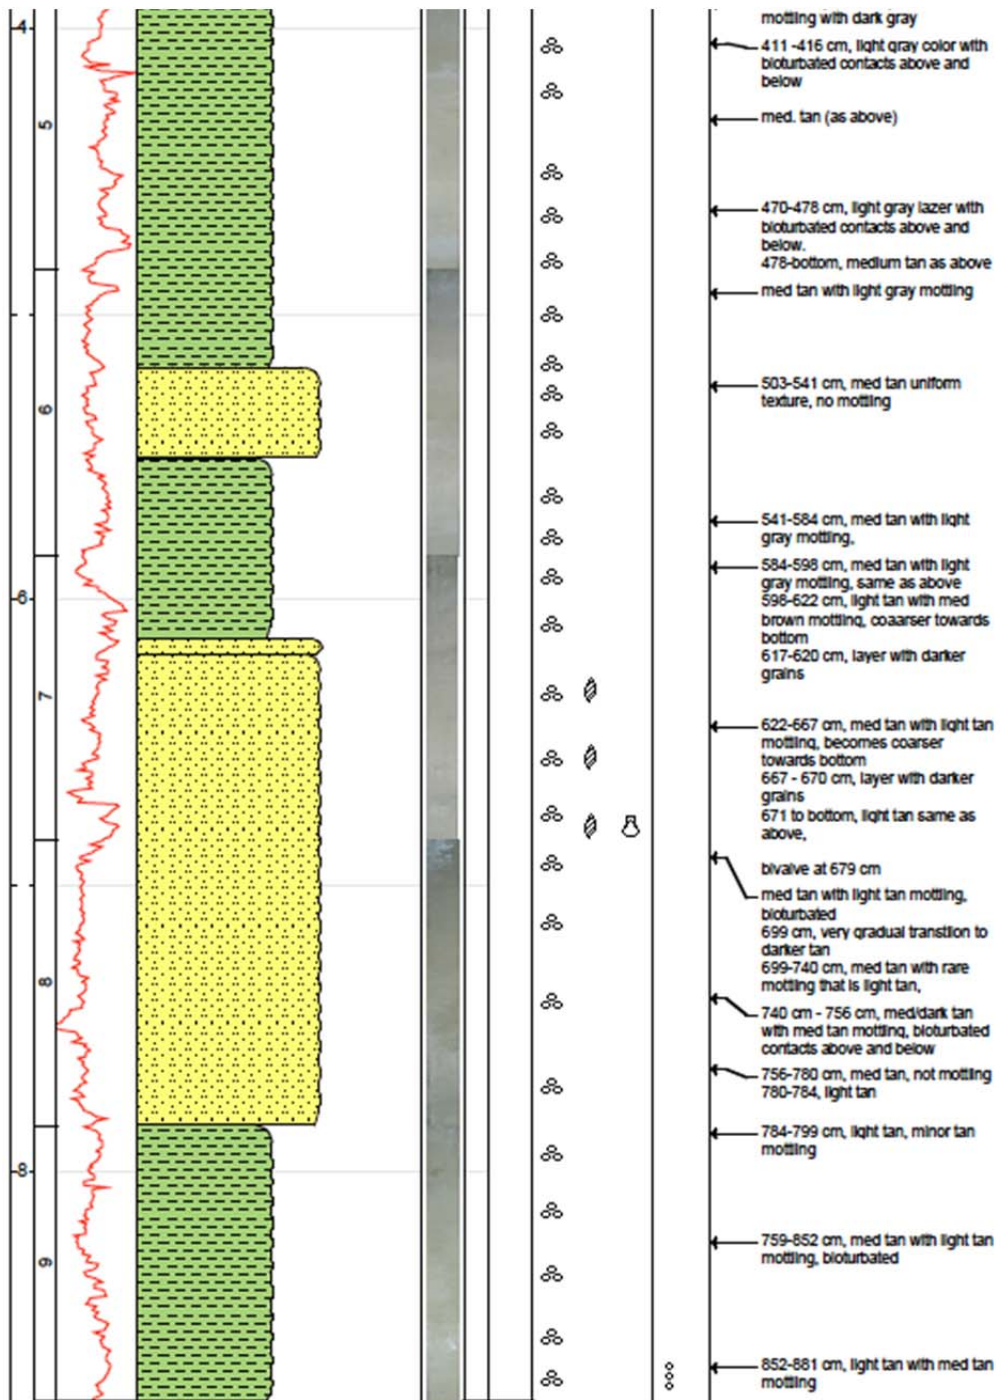 4
5
6
6
7
8
8
9
mottling with dark gray
411 -416 cm, light gray color with
bioturbated contacts above and
below
med. tan (as above)
470-478 cm, light gray lazer with
bioturbated contacts above and
below.
478-bottom, medium tan as above
med tan with light gray mottling
503-541 cm, med tan uniform
texture, no mottling
541-584 cm, med tan with light
gray mottling,
584-598 cm, med tan with light
gray mottling, same as above
598-622 cm, light tan with med
brown mottling, coaarser towards
bottom
617-620 cm, layer with darker
grains
622-667 cm, med tan with light tan
mottling, becomes coarser
towards bottom
667 - 670 cm, layer with darker
grains
671 to bottom, light tan same as
above,
bivalve at 679 cm
med tan with light tan mottling,
bioturbated
699 cm, very gradual transtion to
darker tan
699-740 cm, med tan with rare
mottling that is light tan,
740 cm - 756 cm, med/dark tan
with med tan mottling, bioturbated
contacts above and below
756-780 cm, med tan, not mottling
780-784, light tan
784-799 cm, light tan, minor tan
mottling
759-852 cm, med tan with light tan
mottling, bioturbated
852-881 cm, light tan with med tan
mottling